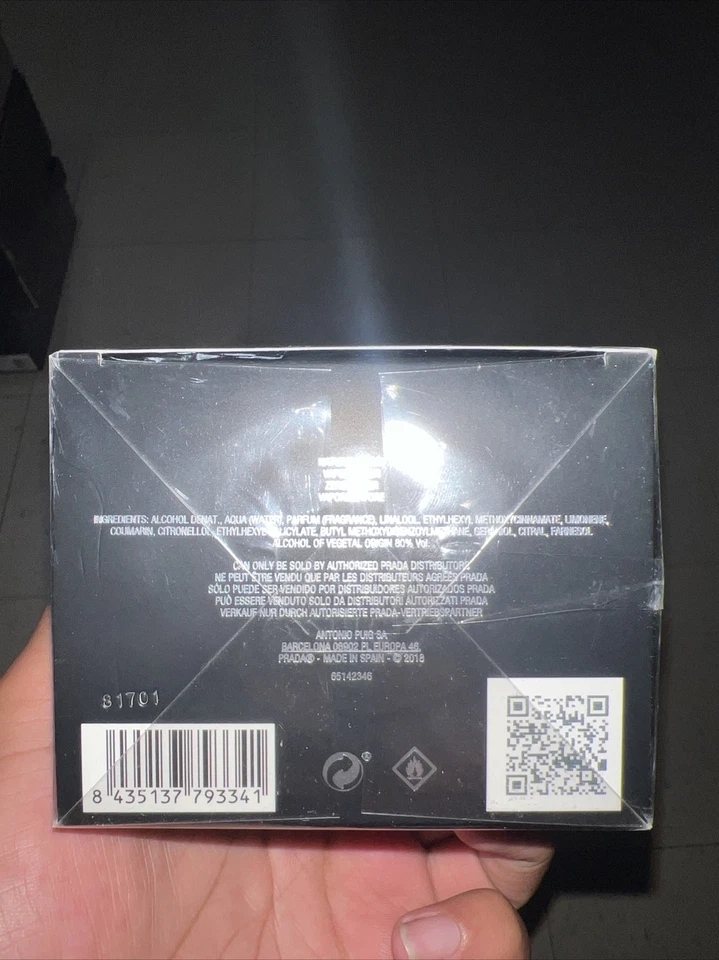 INGREDIENTS: ALCOHOL DENAT., AQUA (WATER), PARFUM (FRAGRANCE), LINALOOL, ETHYLHEXYL METHOXYCINNAMATE, LIMONENE,
COUMARIN, CITRONELLOL, ETHYLHEXYL SALICYLATE, BUTYL METHOXYDIBENZOYLMETHANE, GERANIOL, CITRAL, FARNESOL
ALCOHOL OF VEGETAL ORIGIN 80% Vol.
CAN ONLY BE SOLD BY AUTHORIZED PRADA DISTRIBUTORS
NE PEUT ÊTRE VENDU QUE PAR LES DISTRIBUTEURS AGRÉÉS PRADA
SÓLO PUEDE SER VENDIDO POR DISTRIBUIDORES AUTORIZADOS PRADA
PUÒ ESSERE VENDUTO SOLO DA DISTRIBUTORI AUTORIZZATI PRADA
VERKAUF NUR DURCH AUTORISIERTE PRADA-VERTRIEBSPARTNER
ANTONIO PUIG SA
BARCELONA 08902 PL EUROPA 46.
PRADA® - MADE IN SPAIN - © 2018
65142346
81701
8 435137 793341